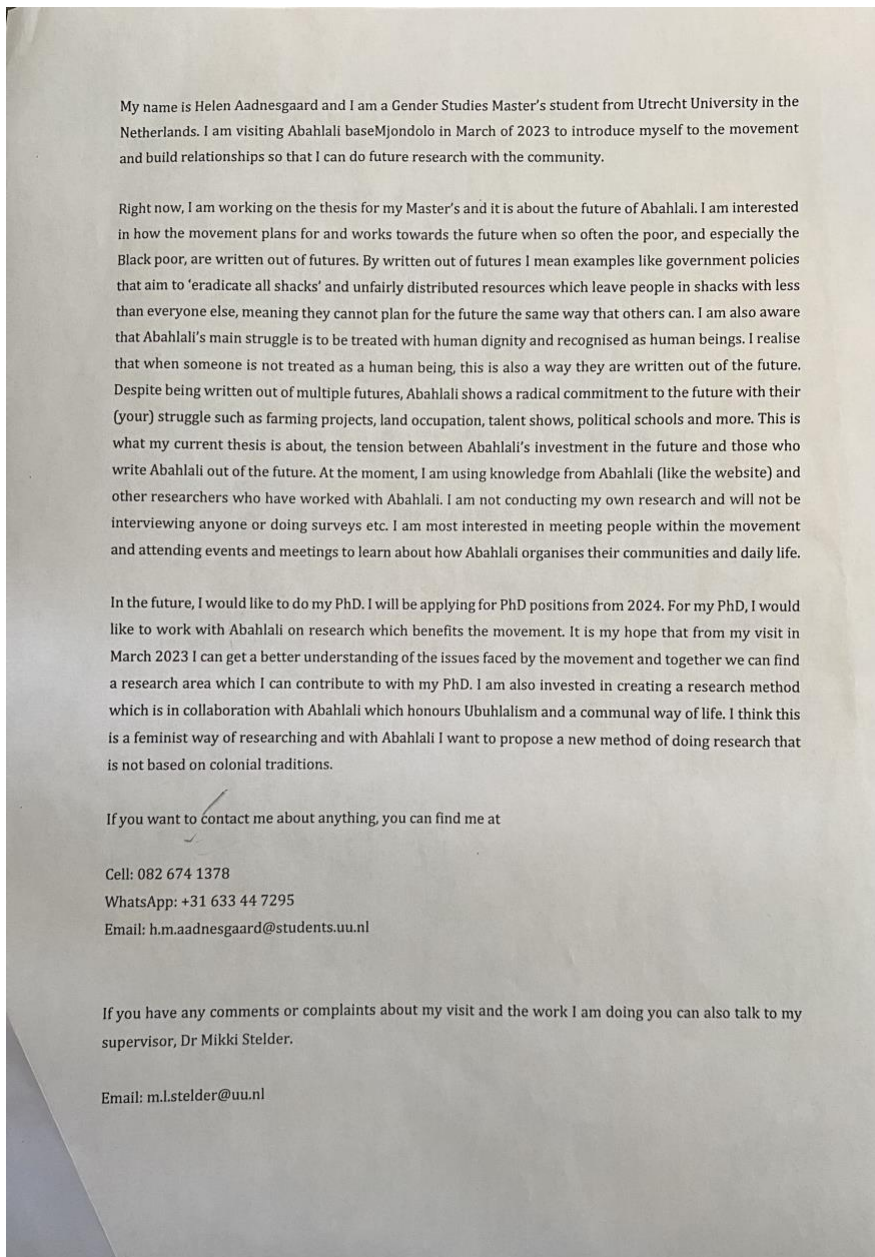 My name is Helen Aadnesgaard and I am a Gender Studies Master's student from Utrecht University in the
Netherlands. I am visiting Abahlali baseMjondolo in March of 2023 to introduce myself to the movement
and build relationships so that I can do future research with the community.
Right now, I am working on the thesis for my Master's and it is about the future of Abahlali. I am interested
in how the movement plans for and works towards the future when so often the poor, and especially the
Black poor, are written out of futures. By written out of futures I mean examples like government policies
that aim to 'eradicate all shacks' and unfairly distributed resources which leave people in shacks with less
than everyone else, meaning they cannot plan for the future the same way that others can. I am also aware
that Abahlali's main struggle is to be treated with human dignity and recognised as human beings. I realise
that when someone is not treated as a human being, this is also a way they are written out of the future.
Despite being written out of multiple futures, Abahlali shows a radical commitment to the future with their
(your) struggle such as farming projects, land occupation, talent shows, political schools and more. This is
what my current thesis is about, the tension between Abahlali's investment in the future and those who
write Abahlali out of the future. At the moment, I am using knowledge from Abahlali (like the website) and
other researchers who have worked with Abahlali. I am not conducting my own research and will not be
interviewing anyone or doing surveys etc. I am most interested in meeting people within the movement
and attending events and meetings to learn about how Abahlali organises their communities and daily life.
In the future, I would like to do my PhD. I will be applying for PhD positions from 2024. For my PhD, I would
like to work with Abahlali on research which benefits the movement. It is my hope that from my visit in
March 2023 I can get a better understanding of the issues faced by the movement and together we can find
a research area which I can contribute to with my PhD. I am also invested in creating a research method
which is in collaboration with Abahlali which honours Ubuhlalism and a communal way of life. I think this
is a feminist way of researching and with Abahlali I want to propose a new method of doing research that
is not based on colonial traditions.
If you want to contact me about anything, you can find me at
Cell: 082 674 1378
WhatsApp: +31 633 44 7295
Email: h.m.aadnesgaard@students.uu.nl
If you have any comments or complaints about my visit and the work I am doing you can also talk to my
supervisor, Dr Mikki Stelder.
Email: m.l.stelder@uu.nl